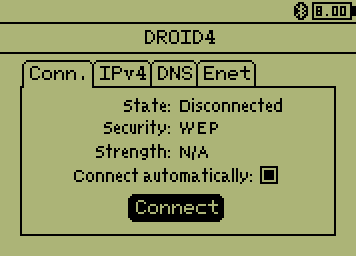 8.00
DROID4
Conn. IPv4 DNS Enet
State: Disconnected
Security: WEP
Strength: N/A
Connect automatically:
Connect